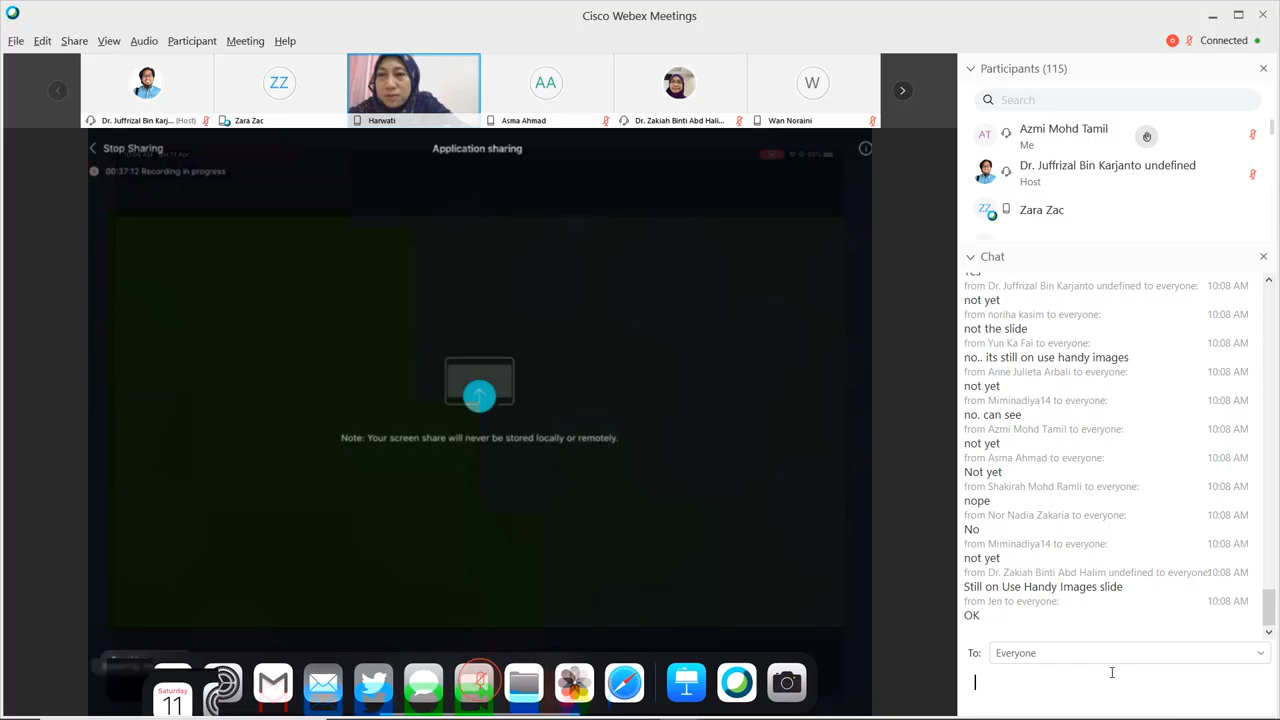 Cisco Webex Meetings
File Edit Share View Audio Participant Meeting Help
Connected
ZZ
AA
W
Dr. Juffrizal Bin Karj... (Host)
Zara Zac
Harwati
Asma Ahmad
Dr. Zakiah Binti Abd Hali...
Wan Noraini
Stop Sharing
Application sharing
00:37:12 Recording in progress
Note: Your screen share will never be stored locally or remotely.
Saturday
11
Participants (115)
Search
AT
Azmi Mohd Tamil
Me
Dr. Juffrizal Bin Karjanto undefined
Host
ZZ
Zara Zac
Chat
Yes
from Dr. Juffrizal Bin Karjanto undefined to everyone: 10:08 AM
not yet
from noriha kasim to everyone: 10:08 AM
not the slide
from Yun Ka Fai to everyone: 10:08 AM
no.. its still on use handy images
from Anne Julieta Arbali to everyone: 10:08 AM
not yet
from Miminadiya14 to everyone: 10:08 AM
no. can see
from Azmi Mohd Tamil to everyone: 10:08 AM
not yet
from Asma Ahmad to everyone: 10:08 AM
Not yet
from Shakirah Mohd Ramli to everyone: 10:08 AM
nope
from Nor Nadia Zakaria to everyone: 10:08 AM
No
from Miminadiya14 to everyone: 10:08 AM
not yet
from Dr. Zakiah Binti Abd Halim undefined to everyone: 10:08 AM
Still on Use Handy Images slide
from Jen to everyone: 10:08 AM
OK
To: Everyone